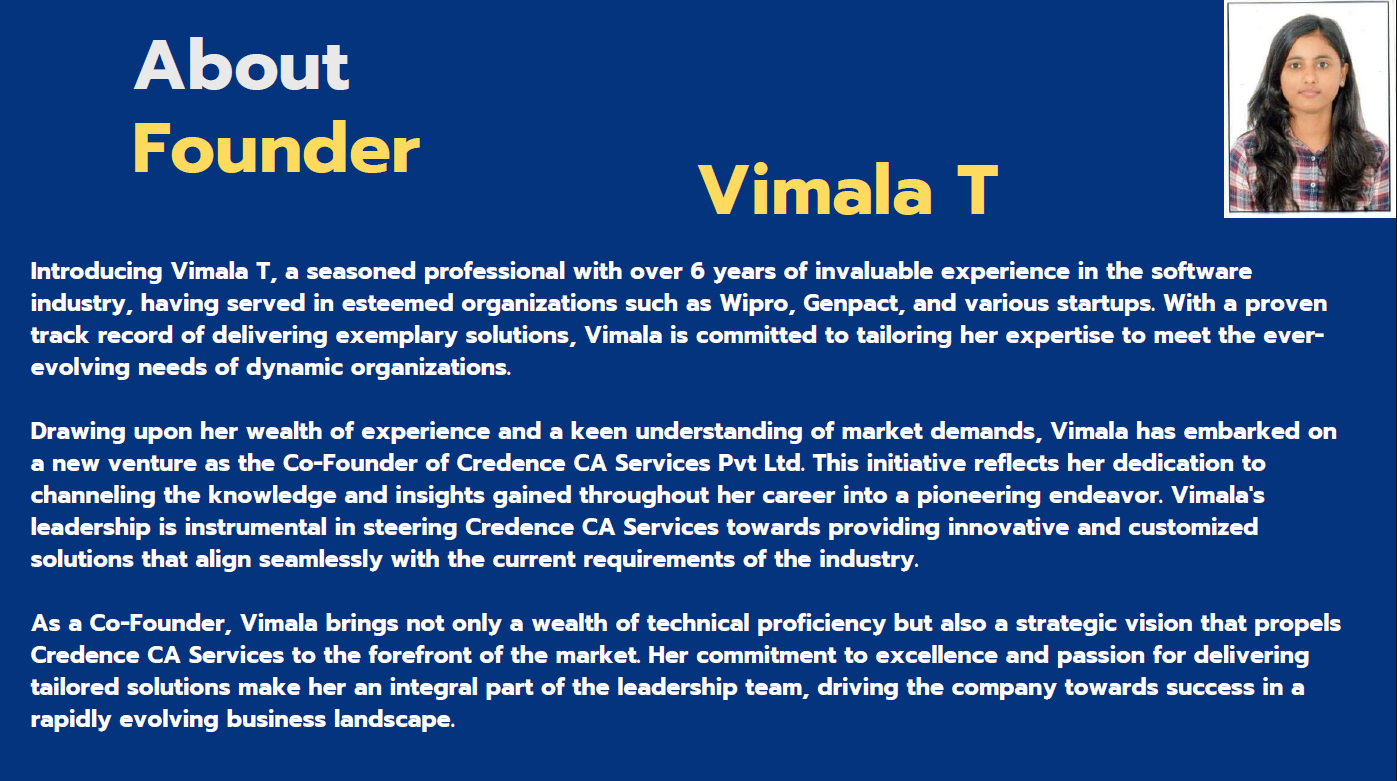 About
Founder
Vimala T
Introducing Vimala T, a seasoned professional with over 6 years of invaluable experience in the software
industry, having served in esteemed organizations such as Wipro, Genpact, and various startups. With a proven
track record of delivering exemplary solutions, Vimala is committed to tailoring her expertise to meet the ever-
evolving needs of dynamic organizations.
Drawing upon her wealth of experience and a keen understanding of market demands, Vimala has embarked on
a new venture as the Co-Founder of Credence CA Services Pvt Ltd. This initiative reflects her dedication to
channeling the knowledge and insights gained throughout her career into a pioneering endeavor. Vimala's
leadership is instrumental in steering Credence CA Services towards providing innovative and customized
solutions that align seamlessly with the current requirements of the industry.
As a Co-Founder, Vimala brings not only a wealth of technical proficiency but also a strategic vision that propels
Credence CA Services to the forefront of the market. Her commitment to excellence and passion for delivering
tailored solutions make her an integral part of the leadership team, driving the company towards success in a
rapidly evolving business landscape.